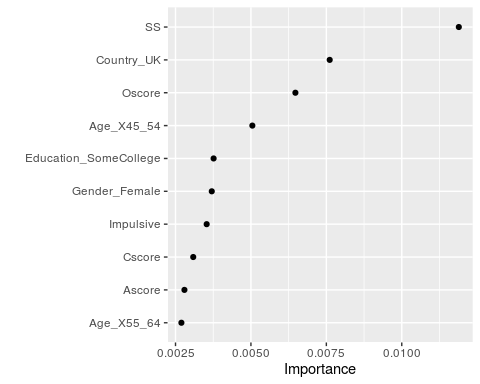 SS
Country_UK
Oscore
Age_X45_54
Education_SomeCollege
Gender_Female
Impulsive
Cscore
Ascore
Age_X55_64
0.0025 0.0050 0.0075 0.0100
Importance